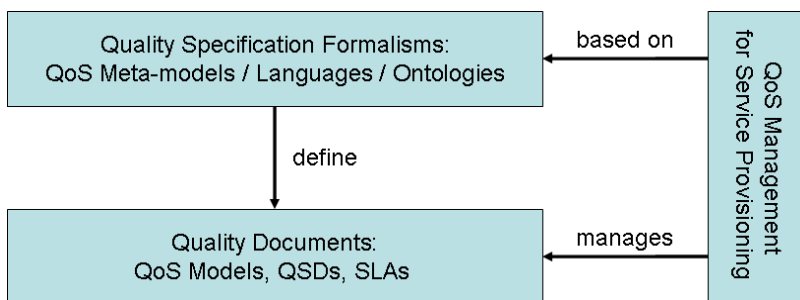 Quality Specification Formalisms:
QoS Meta-models / Languages / Ontologies
based on
define
Quality Documents:
QoS Models, QSDs, SLAs
manages
QoS Management
for Service Provisioning